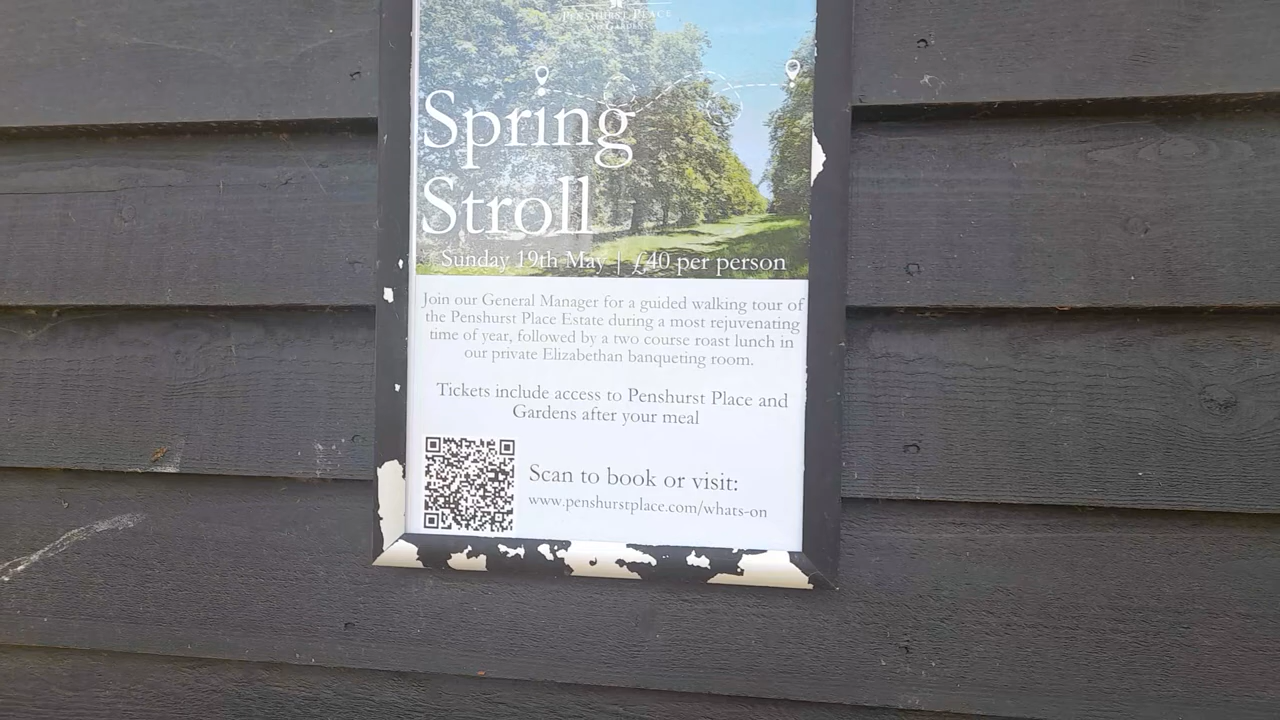 PENSHURST PLACE
& GARDENS
Spring
Stroll
Sunday 19th May | £40 per person
Join our General Manager for a guided walking tour of
the Penshurst Place Estate during a most rejuvenating
time of year, followed by a two course roast lunch in
our private Elizabethan banqueting room.
Tickets include access to Penshurst Place and
Gardens after your meal
Scan to book or visit:
www.penshurstplace.com/whats-on